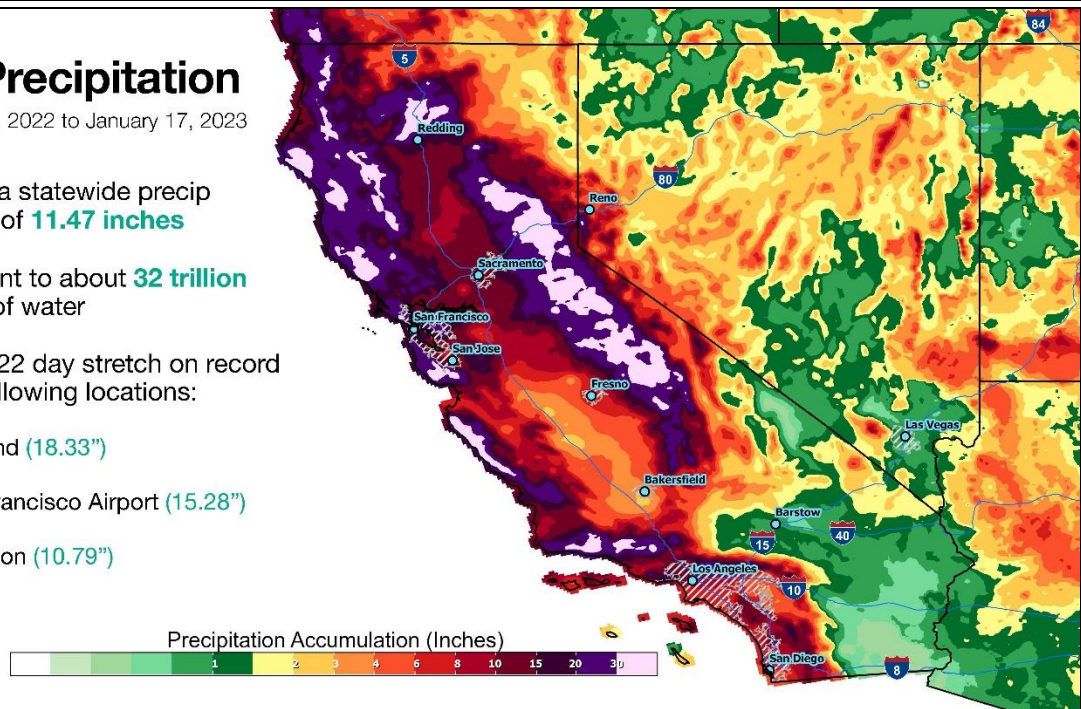 Precipitation
2022 to January 17, 2023
a statewide precip
of 11.47 inches
nt to about 32 trillion
of water
22 day stretch on record
llowing locations:
nd (18.33”)
rancisco Airport (15.28”)
on (10.79”)
84
5
Redding
80
Reno
Sacramento
San Francisco
San Jose
Fresno
Las Vegas
Bakersfield
Barstow
15
40
Los Angeles
10
San Diego
8
Precipitation Accumulation (Inches)
1 2 3 4 6 8 10 15 20 30